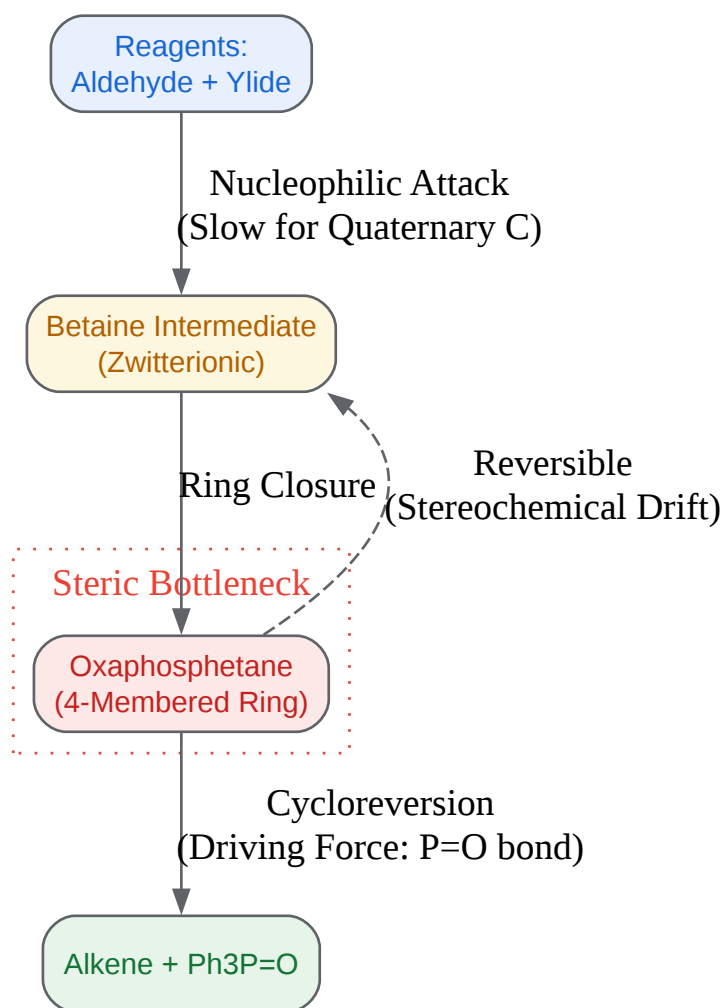 Reagents:
Aldehyde + Ylide
Nucleophilic Attack
(Slow for Quaternary C)
Betaine Intermediate
(Zwitterionic)
Ring Closure
Reversible
(Stereochemical Drift)
Steric Bottleneck
Oxaphosphetane
(4-Membered Ring)
Cycloreversion
(Driving Force: P=O bond)
Alkene + Ph3P=O